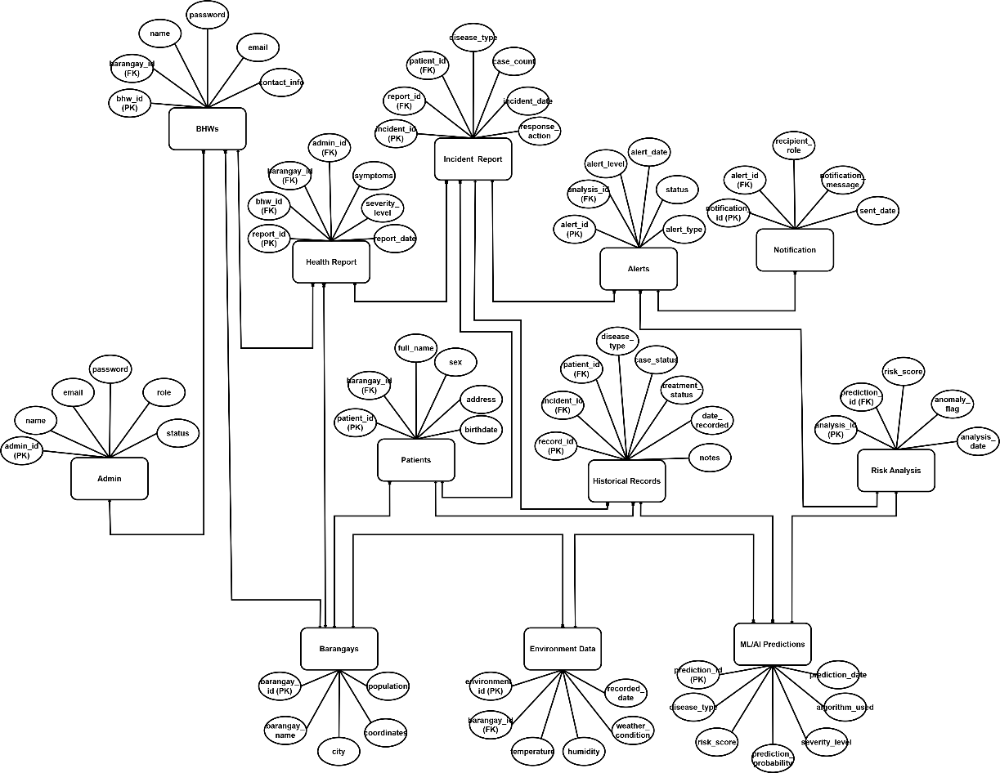 password
name
email
barangay_id
(FK)
contact_info
bhw_id
(PK)
BHWs
disease_type
patient_id
(FK)
case_count
report_id
(FK)
incident_date
incident_id
(PK)
response_
action
Incident Report
admin_id
(FK)
barangay_id
(FK)
symptoms
bhw_id
(FK)
severity_
level
report_id
(PK)
report_date
Health Report
alert_date
alert_level
analysis_id
(FK)
status
alert_id
(PK)
alert_type
Alerts
recipient_
role
alert_id
(FK)
notification_
message
notification_
id (PK)
sent_date
Notification
password
email
role
name
status
admin_id
(PK)
Admin
full_name
sex
barangay_id
(FK)
address
patient_id
(PK)
birthdate
Patients
disease_
type
patient_id
(FK)
case_status
incident_id
(FK)
treatment_
status
date_
recorded
record_id
(PK)
notes
Historical Records
risk_score
prediction_
id (FK)
anomaly_
flag
analysis_id
(PK)
analysis_
date
Risk Analysis
Barangays
barangay_
id (PK)
population
barangay_
name
coordinates
city
Environment Data
environment_
id (PK)
recorded_
date
barangay_id
(FK)
weather_
condition
temperature
humidity
ML/AI Predictions
prediction_id
(PK)
prediction_date
disease_type
algorithm_used
risk_score
severity_level
prediction_
probability